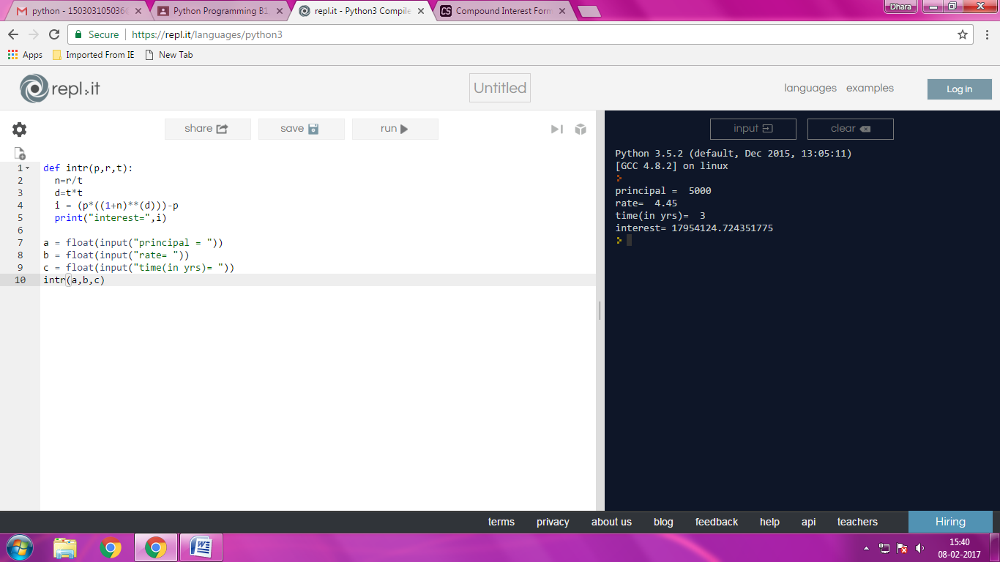 python - 150303105036@
Python Programming B1
repl.it - Python3 Compile
CS Compound Interest Form
Dhara
Secure https://repl.it/languages/python3
Apps Imported From IE New Tab
repl.it
Untitled
languages examples
Log in
share save run
input clear
1 def intr(p,r,t):
2   n=r/t
3   d=t*t
4   i = (p*((1+n)**(d)))-p
5   print("interest=",i)
6
7 a = float(input("principal = "))
8 b = float(input("rate= "))
9 c = float(input("time(in yrs)= "))
10 intr(a,b,c)
Python 3.5.2 (default, Dec 2015, 13:05:11)
[GCC 4.8.2] on linux
principal =  5000
rate=  4.45
time(in yrs)=  3
interest= 17954124.724351775
terms privacy about us blog feedback help api teachers Hiring
15:40
08-02-2017